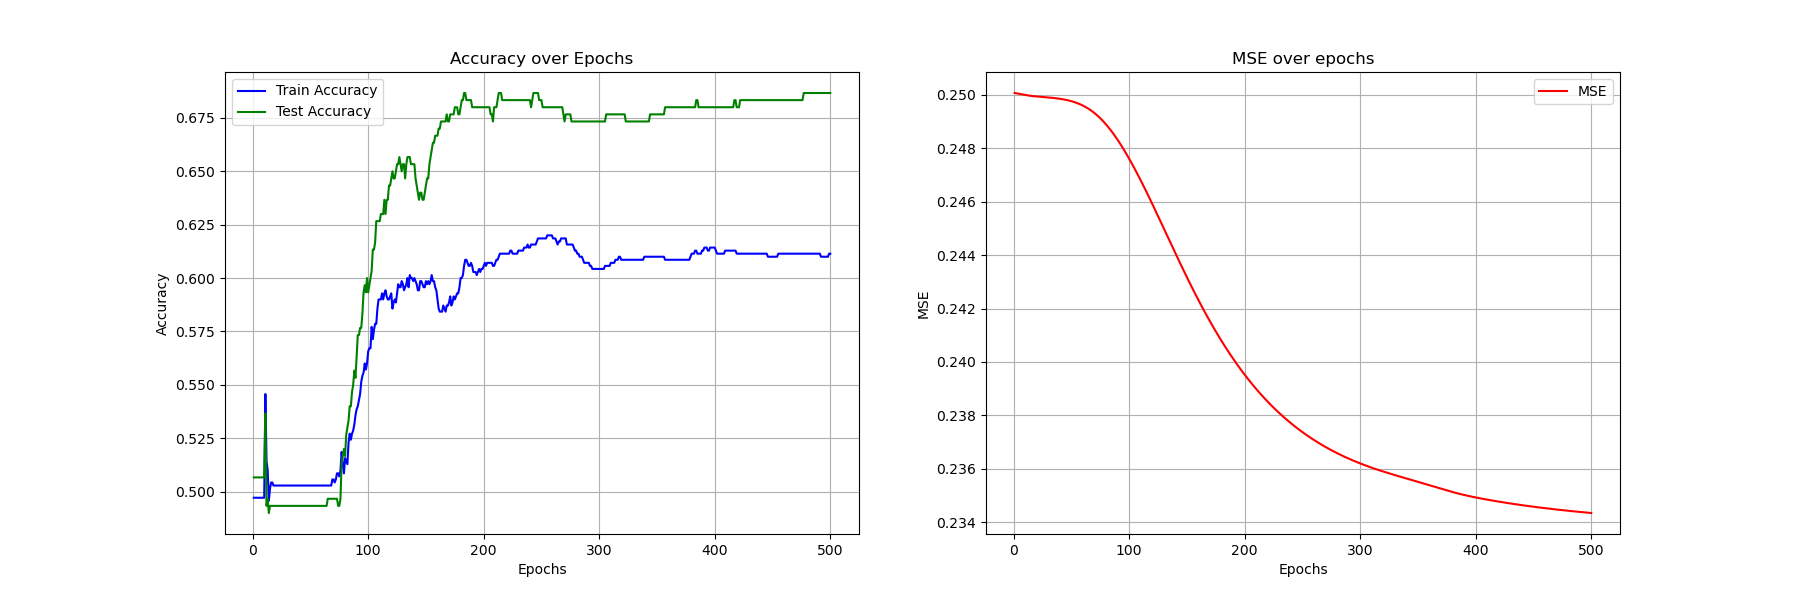 Accuracy over Epochs
Train Accuracy
Test Accuracy
0.675
0.650
0.625
0.600
0.575
0.550
0.525
0.500
Accuracy
0 100 200 300 400 500
Epochs
MSE over epochs
MSE
0.250
0.248
0.246
0.244
0.242
0.240
0.238
0.236
0.234
MSE
0 100 200 300 400 500
Epochs